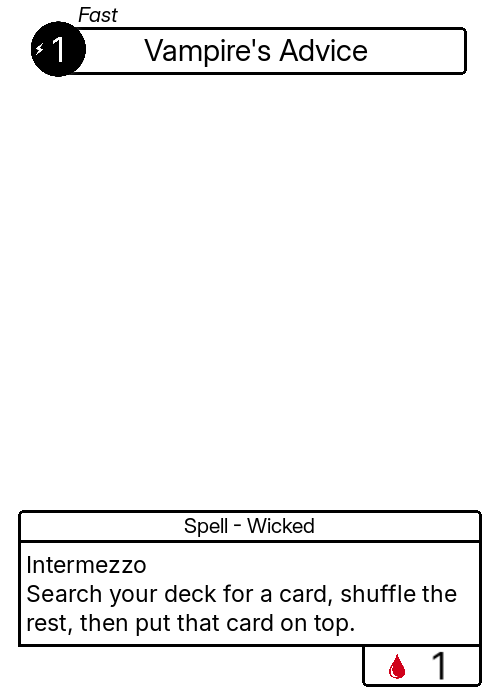 Fast
1 Vampire's Advice
Spell - Wicked
Intermezzo
Search your deck for a card, shuffle the
rest, then put that card on top.
1